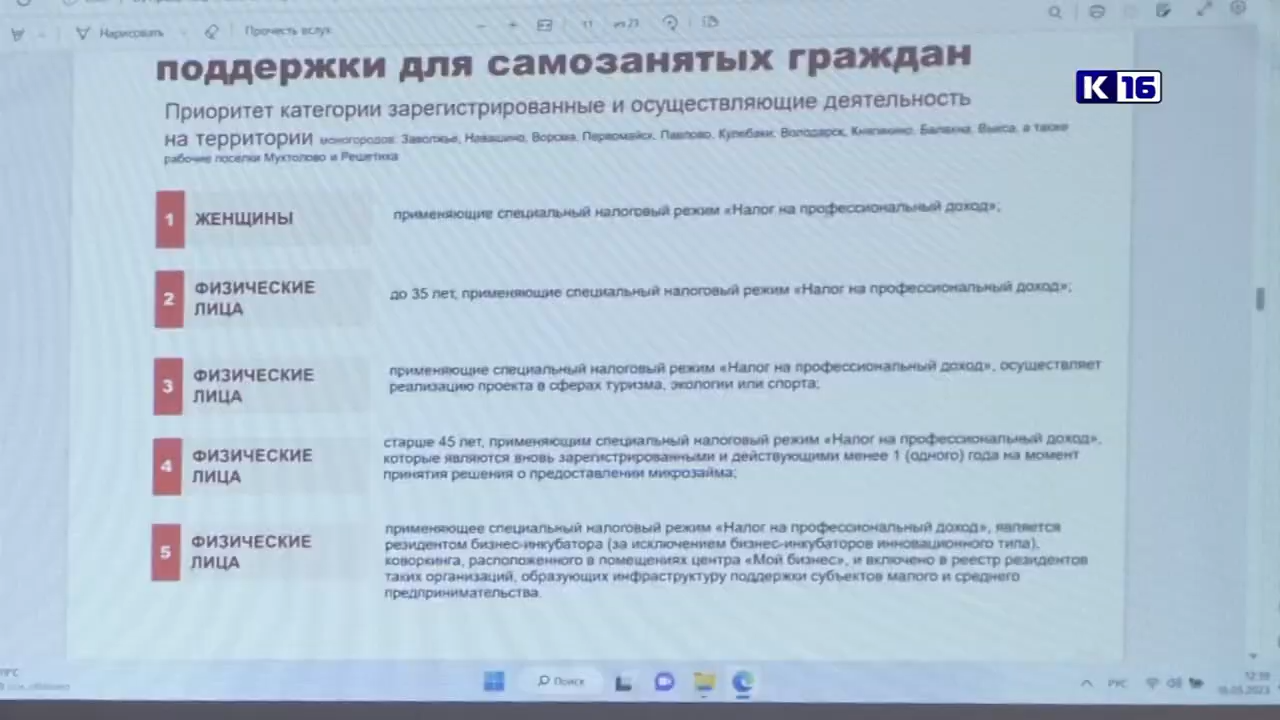 Нарисовать
Прочесть вслух
поддержки для самозанятых граждан
К 16
Приоритет категории зарегистрированные и осуществляющие деятельность
на территории моногородов: Заволжье, Навашино, Ворсма, Первомайск, Павлово, Кулебаки, Володарск, Княгинино, Балахна, Выкса, а также
рабочие поселки Мухтолово и Решетиха
1 ЖЕНЩИНЫ
применяющие специальный налоговый режим «Налог на профессиональный доход»;
2 ФИЗИЧЕСКИЕ
ЛИЦА
до 35 лет, применяющие специальный налоговый режим «Налог на профессиональный доход»;
3 ФИЗИЧЕСКИЕ
ЛИЦА
применяющие специальный налоговый режим «Налог на профессиональный доход», осуществляет
реализацию проекта в сферах туризма, экологии или спорта;
4 ФИЗИЧЕСКИЕ
ЛИЦА
старше 45 лет, применяющим специальный налоговый режим «Налог на профессиональный доход»,
которые являются вновь зарегистрированными и действующими менее 1 (одного) года на момент
принятия решения о предоставлении микрозайма;
5 ФИЗИЧЕСКИЕ
ЛИЦА
применяющее специальный налоговый режим «Налог на профессиональный доход», является
резидентом бизнес-инкубатора (за исключением бизнес-инкубаторов инновационного типа),
коворкинга, расположенного в помещениях центра «Мой бизнес», и включено в реестр резидентов
таких организаций, образующих инфраструктуру поддержки субъектов малого и среднего
предпринимательства.
Поиск
РУС